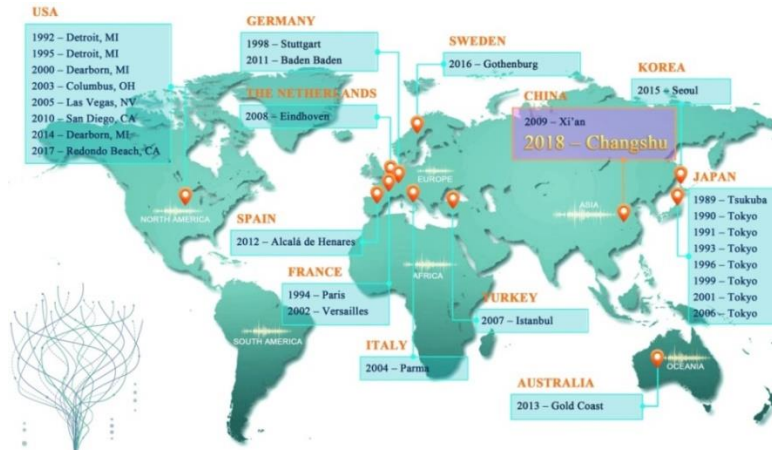 USA
1992 – Detroit, MI
1995 – Detroit, MI
2000 – Dearborn, MI
2003 – Columbus, OH
2005 – Las Vegas, NV
2010 – San Diego, CA
2014 – Dearborn, MI
2017 – Redondo Beach, CA
GERMANY
1998 – Stuttgart
2011 – Baden Baden
THE NETHERLANDS
2008 – Eindhoven
SWEDEN
2016 – Gothenburg
KOREA
2015 – Seoul
CHINA
2009 – Xi'an
2018 – Changshu
JAPAN
1989 – Tsukuba
1990 – Tokyo
1991 – Tokyo
1993 – Tokyo
1996 – Tokyo
1999 – Tokyo
2001 – Tokyo
2006 – Tokyo
NORTH AMERICA
EUROPE
ASIA
SPAIN
2012 – Alcalá de Henares
FRANCE
1994 – Paris
2002 – Versailles
AFRICA
TURKEY
2007 – Istanbul
SOUTH AMERICA
ITALY
2004 – Parma
AUSTRALIA
2013 – Gold Coast
OCEANIA